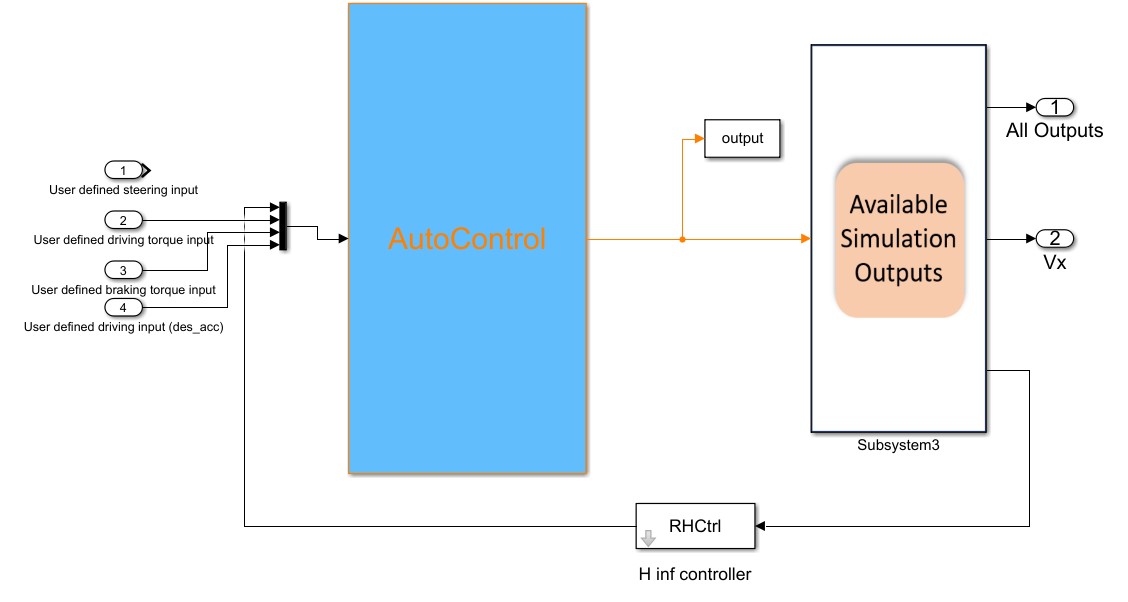 1
User defined steering input
2
User defined driving torque input
3
User defined braking torque input
4
User defined driving input (des_acc)
AutoControl
output
Available
Simulation
Outputs
Subsystem3
1
All Outputs
2
Vx
RHCtrl
H inf controller